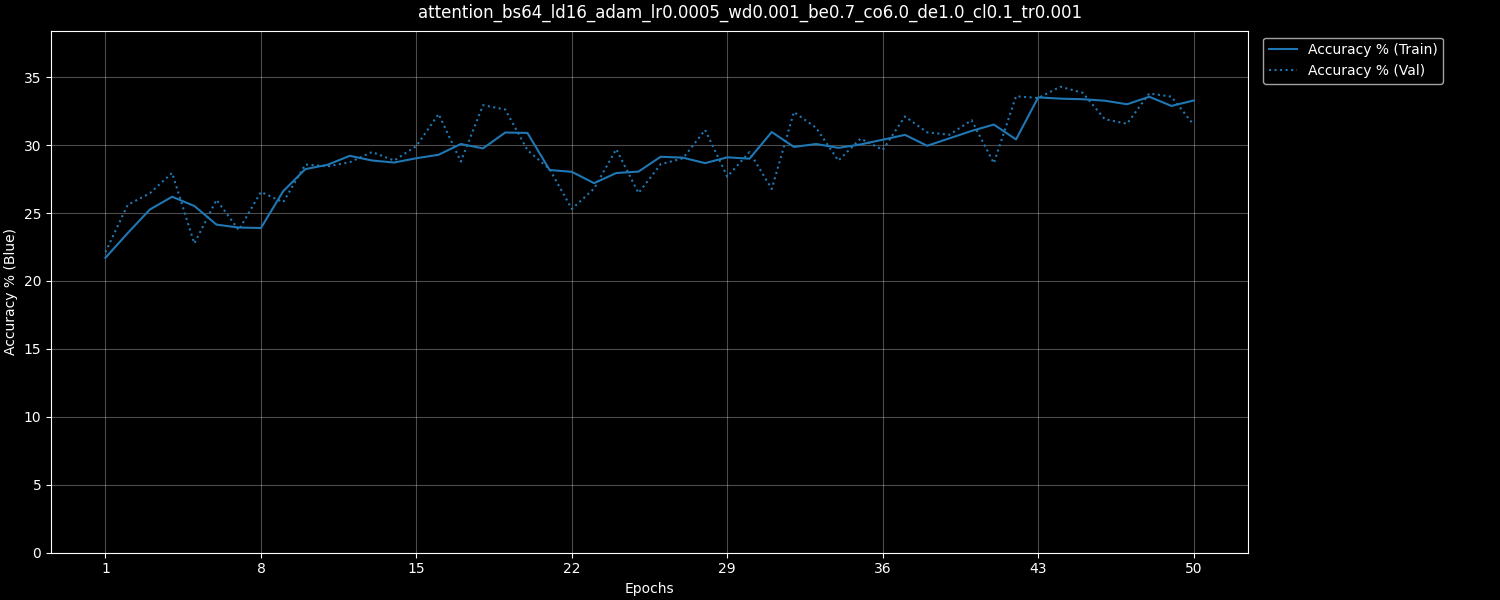 attention_bs64_ld16_adam_lr0.0005_wd0.001_be0.7_co6.0_de1.0_cl0.1_tr0.001
Accuracy % (Train)
Accuracy % (Val)
Accuracy % (Blue)
35
30
25
20
15
10
5
0
1 8 15 22 29 36 43 50
Epochs